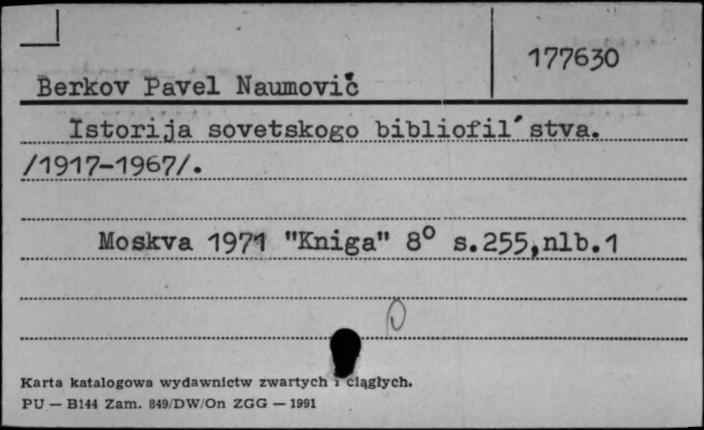 177630
Berkov Pavel Naumovič
Istorija sovetskogo bibliofil´stva.
/1917-1967/.
Moskva 1971 "Kniga" 8° s.255,nlb.1
Karta katalogowa wydawnictw zwartych i ciągłych.
PU — B144 Zam. 849/DW/On ZGG — 1991